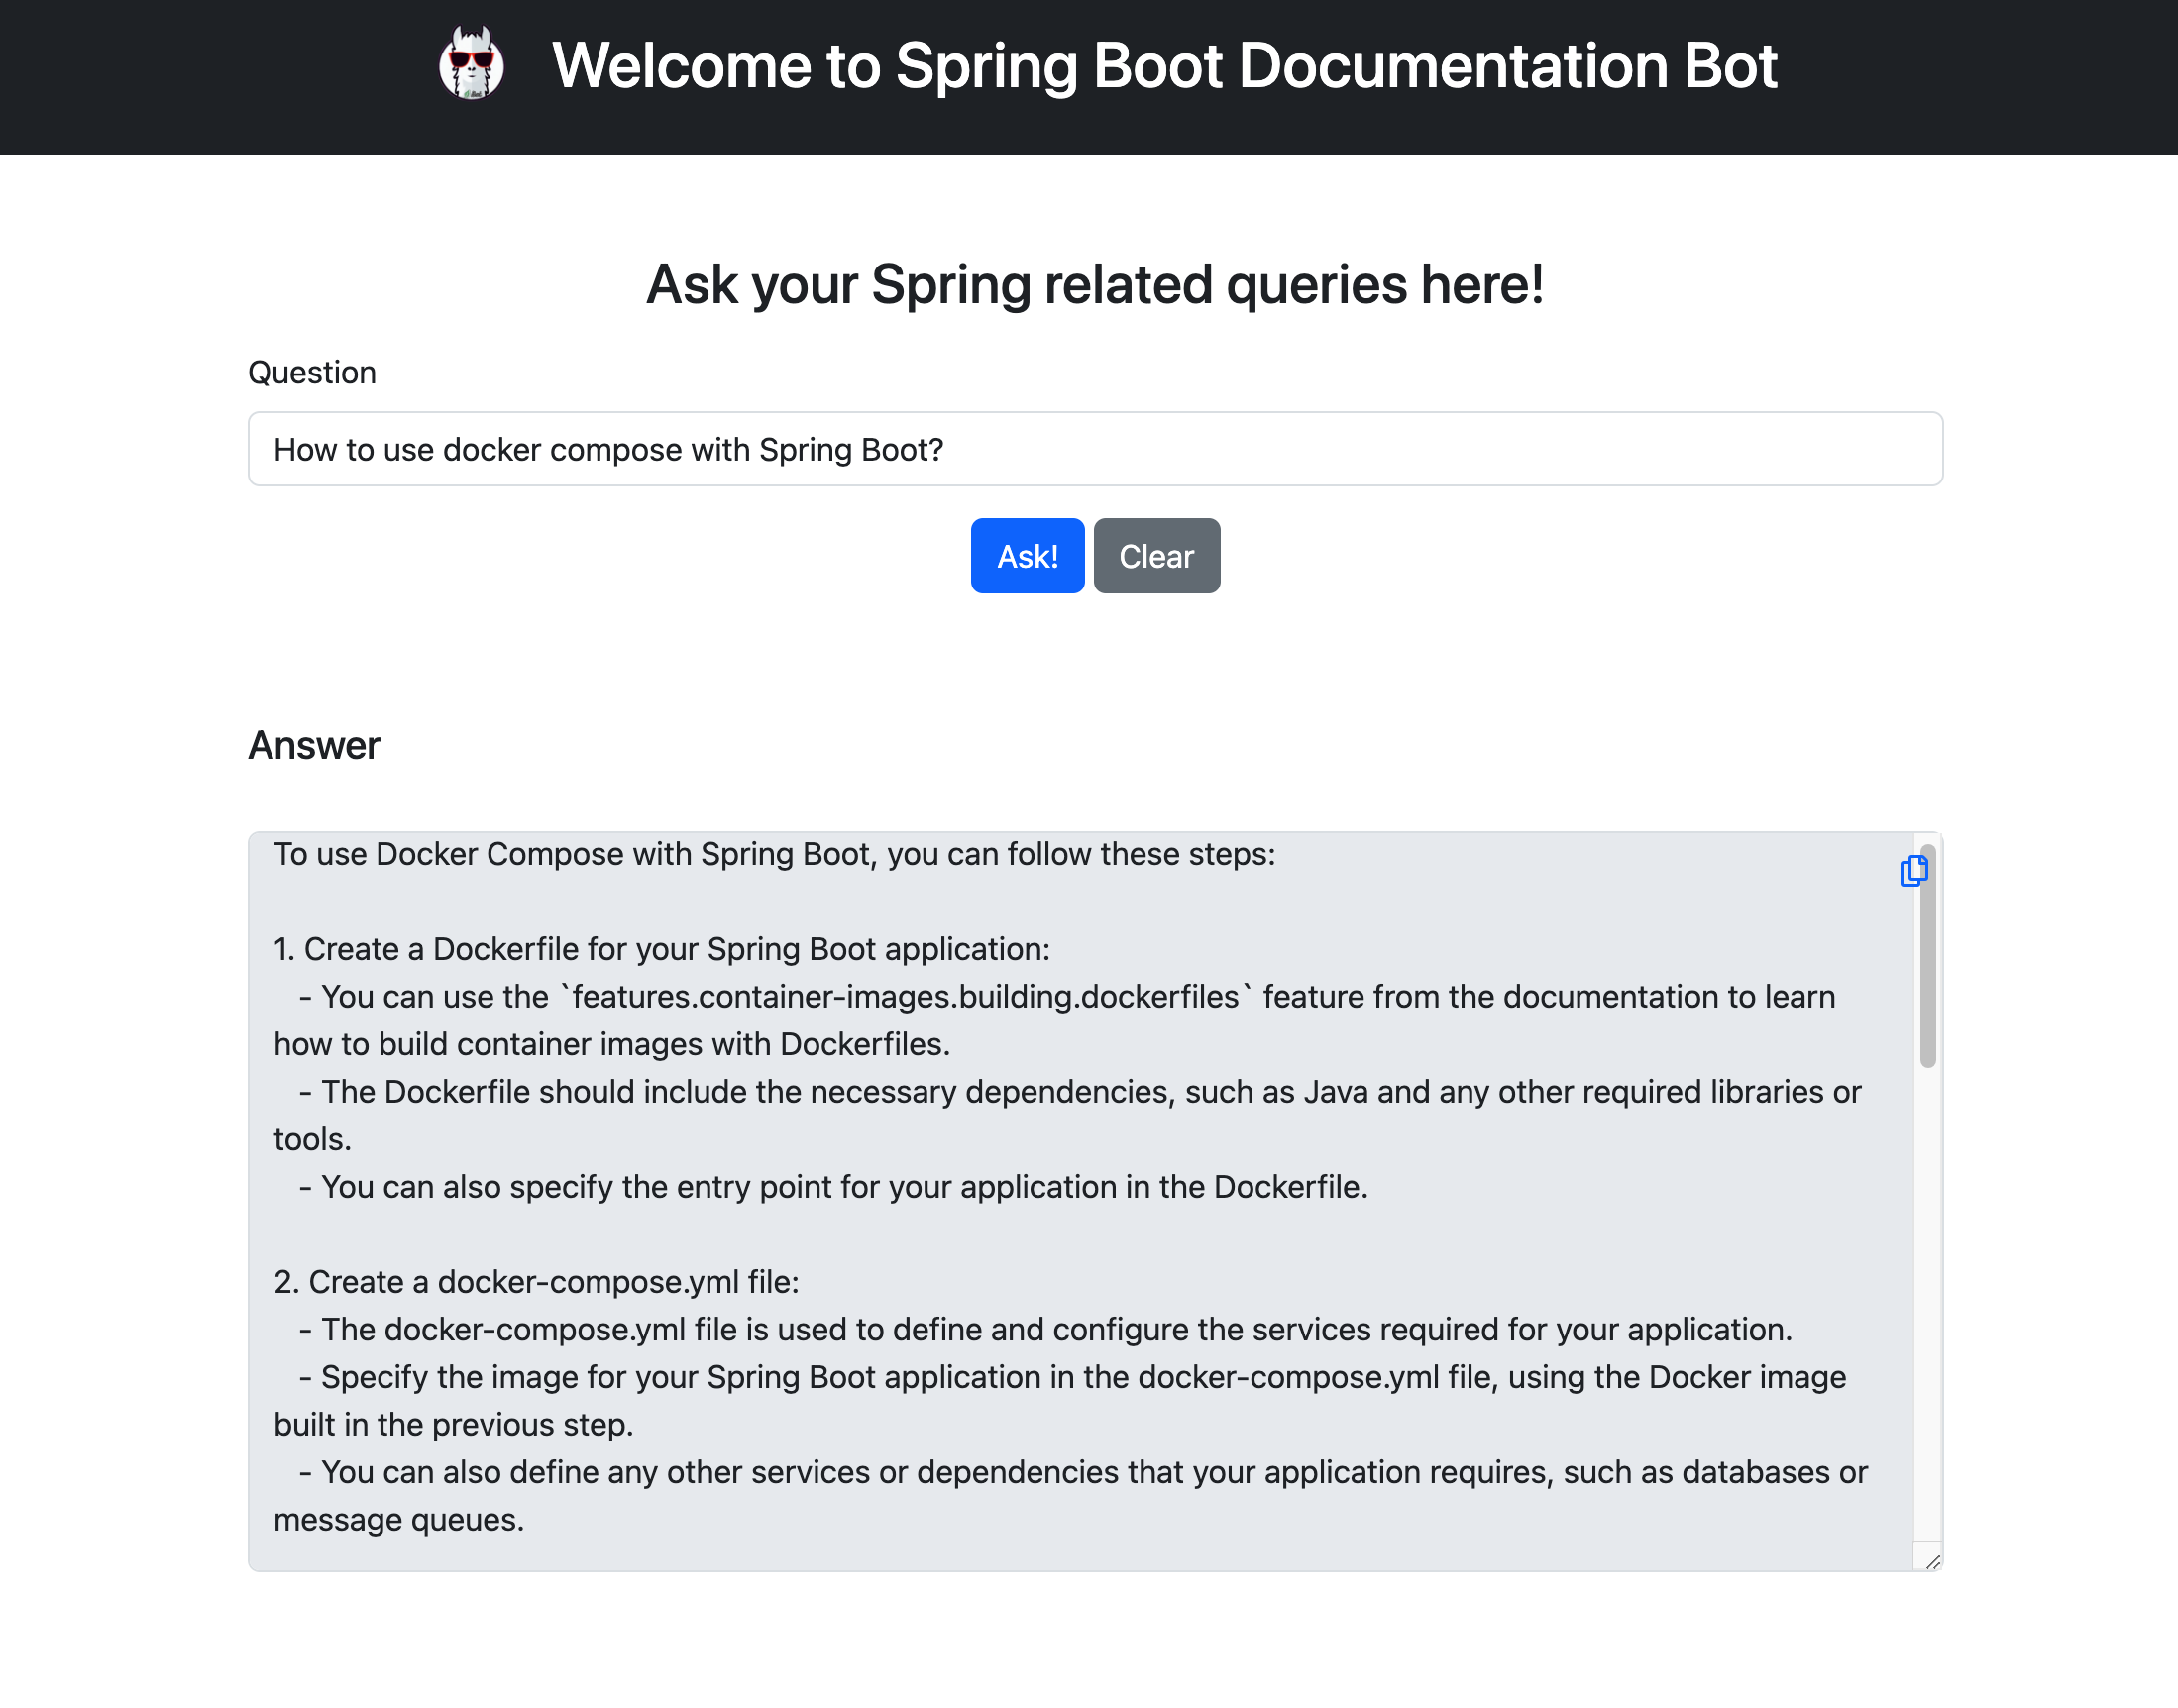 Welcome to Spring Boot Documentation Bot
Ask your Spring related queries here!
Question
How to use docker compose with Spring Boot?
Ask!
Clear
Answer
To use Docker Compose with Spring Boot, you can follow these steps:
1. Create a Dockerfile for your Spring Boot application:
- You can use the `features.container-images.building.dockerfiles` feature from the documentation to learn
how to build container images with Dockerfiles.
- The Dockerfile should include the necessary dependencies, such as Java and any other required libraries or
tools.
- You can also specify the entry point for your application in the Dockerfile.
2. Create a docker-compose.yml file:
- The docker-compose.yml file is used to define and configure the services required for your application.
- Specify the image for your Spring Boot application in the docker-compose.yml file, using the Docker image
built in the previous step.
- You can also define any other services or dependencies that your application requires, such as databases or
message queues.